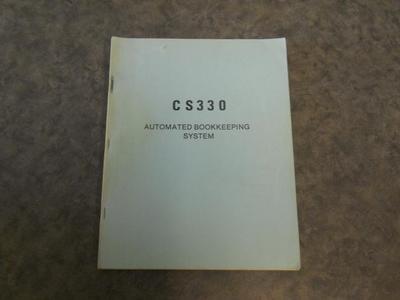 CS330
AUTOMATED BOOKKEEPING
SYSTEM